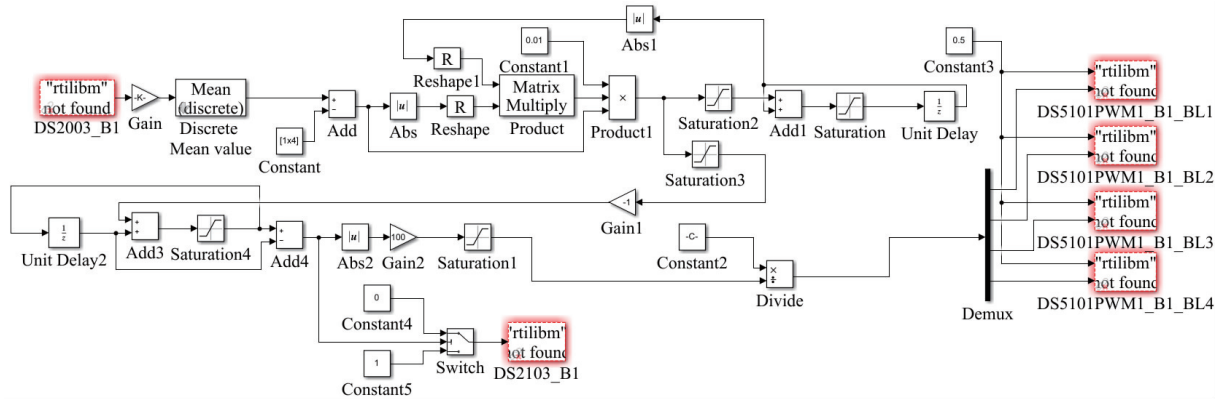 "rtilibm"
not found
DS2003_B1
-K-
Gain
Mean
(discrete)
Discrete
Mean value
[1x4]
Constant
+
−
Add
|u|
Abs
R
Reshape1
R
Reshape
0.01
Constant1
Matrix
Multiply
Product
×
Product1
|u|
Abs1
Saturation2
Saturation3
+
+
Add1
Saturation
1
z
Unit Delay
0.5
Constant3
"rtilibm"
not found
DS5101PWM1_B1_BL1
"rtilibm"
not found
DS5101PWM1_B1_BL2
"rtilibm"
not found
DS5101PWM1_B1_BL3
"rtilibm"
not found
DS5101PWM1_B1_BL4
-1
Gain1
1
z
Unit Delay2
+
+
Add3
Saturation4
+
−
Add4
|u|
Abs2
100
Gain2
Saturation1
-C-
Constant2
×
÷
Divide
Demux
0
Constant4
1
Constant5
Switch
"rtilibm"
not found
DS2103_B1